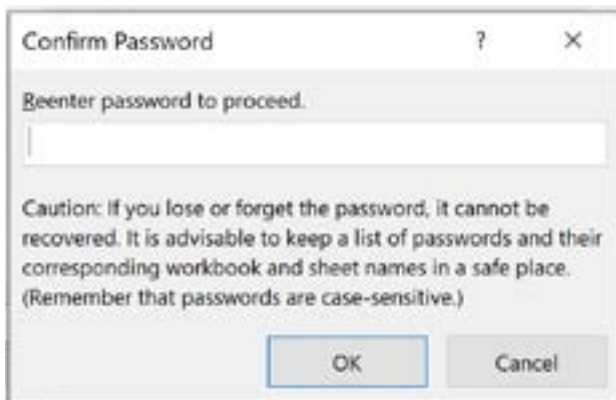 Confirm Password ? ×
Reenter password to proceed.
Caution: If you lose or forget the password, it cannot be
recovered. It is advisable to keep a list of passwords and their
corresponding workbook and sheet names in a safe place.
(Remember that passwords are case-sensitive.)
OK Cancel